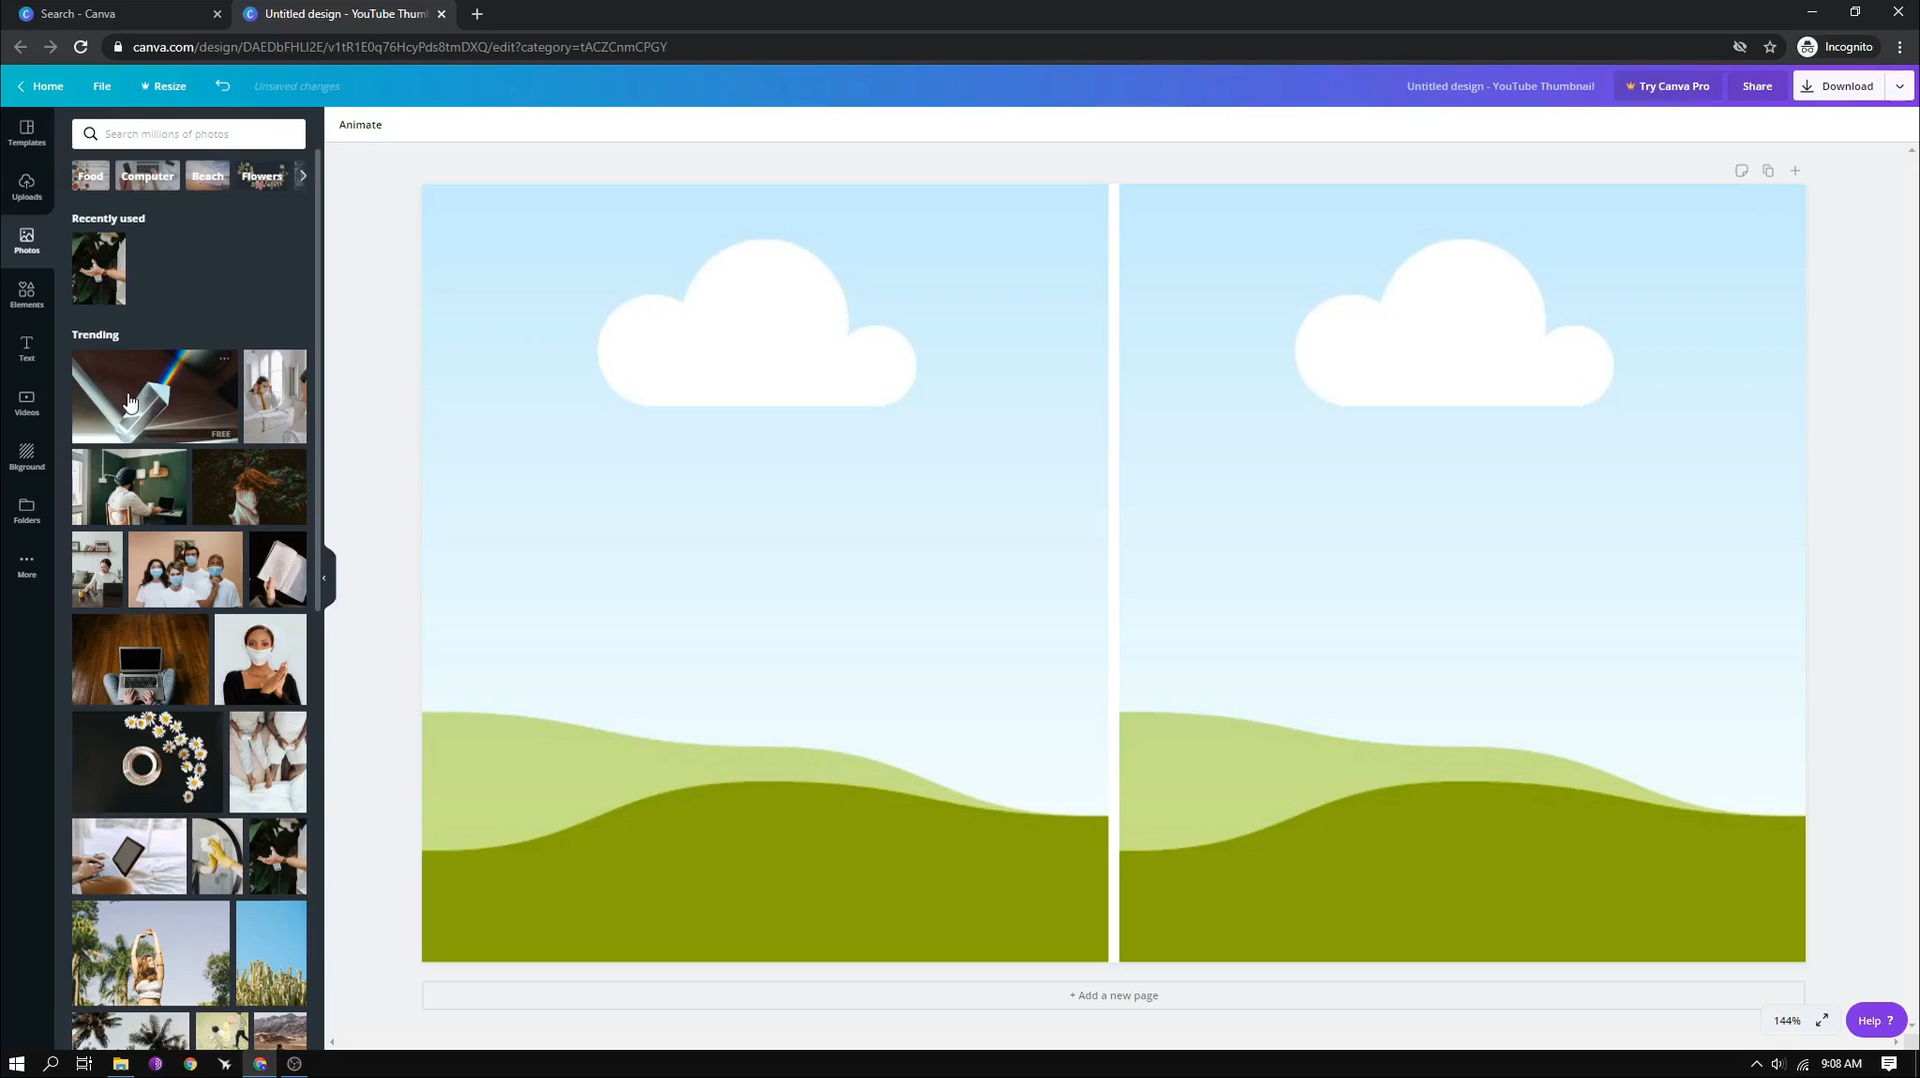 Search - Canva
Untitled design - YouTube Thum
canva.com/design/DAEDbFHLI2E/v1tR1E0q76HcyPds8tmDXQ/edit?category=tACZCnmCPGY
Incognito
Home
File
Resize
Unsaved changes
Untitled design - YouTube Thumbnail
Try Canva Pro
Share
Download
Templates
Uploads
Photos
Elements
Text
Videos
Bkground
Folders
More
Search millions of photos
Food
Computer
Beach
Flowers
Recently used
Trending
FREE
Animate
+ Add a new page
144%
Help ?
9:08 AM